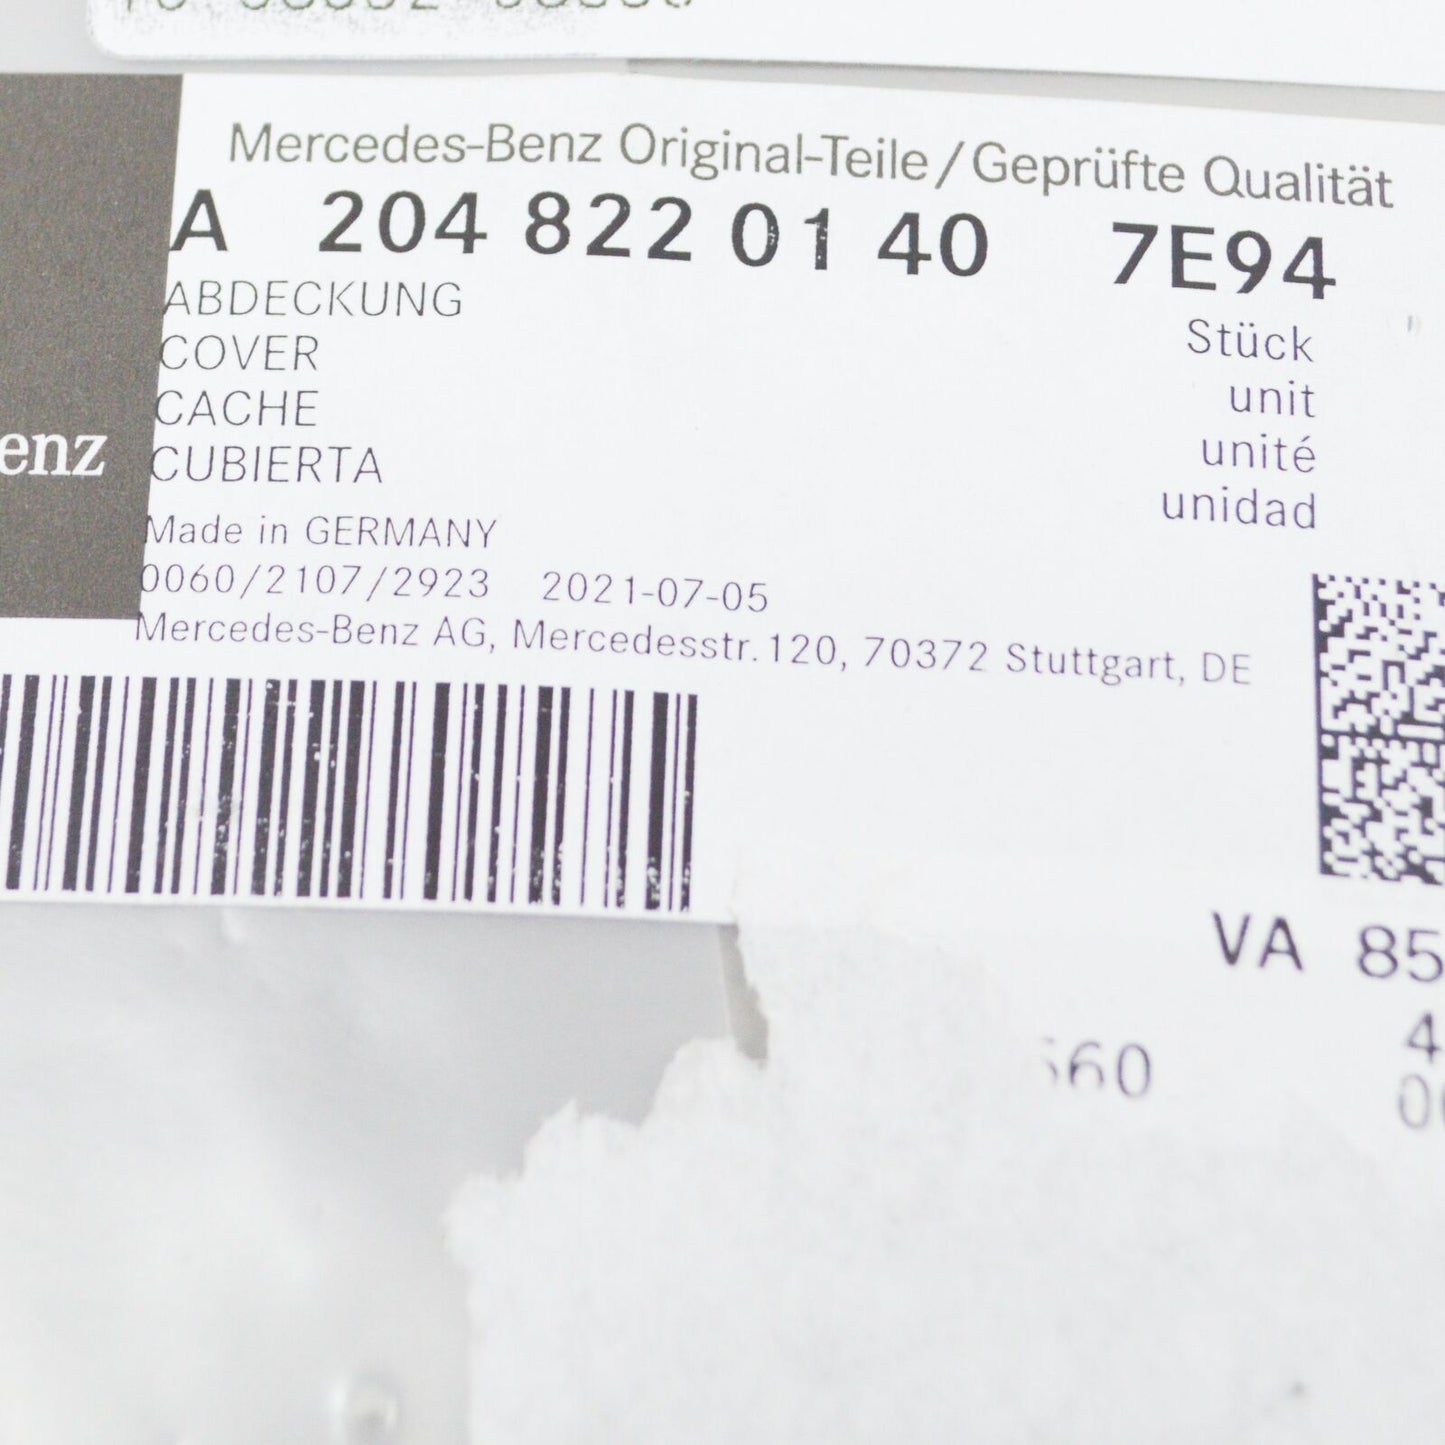 Mercedes-Benz Original-Teile/Geprüfte Qualität
A 204 822 01 40 7E94
ABDECKUNG
COVER
CACHE
CUBIERTA
Stück
unit
unité
unidad
enz
Made in GERMANY
0060/2107/2923 2021-07-05
Mercedes-Benz AG, Mercedesstr.120, 70372 Stuttgart, DE
VA 85
4